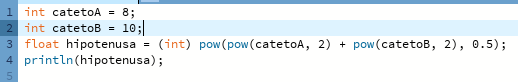 1 int catetoA = 8;
2 int catetoB = 10;
3 float hipotenusa = (int) pow(pow(catetoA, 2) + pow(catetoB, 2), 0.5);
4 println(hipotenusa);
5